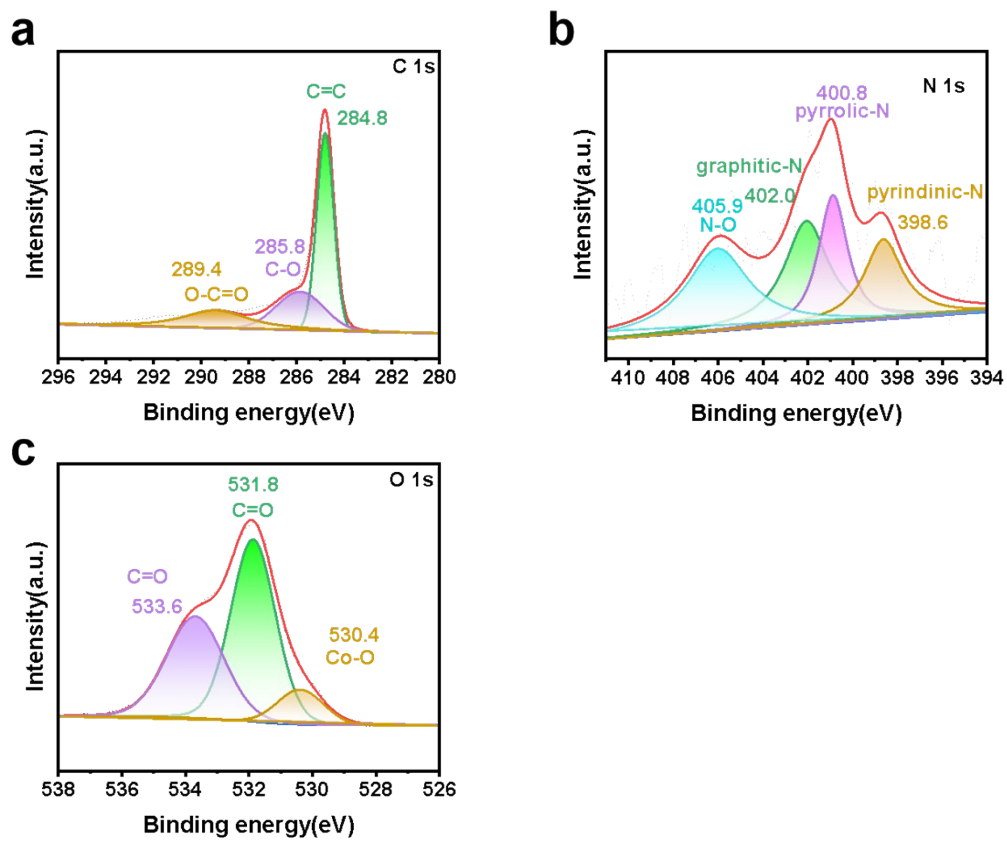 a
C 1s
C=C
284.8
285.8
C-O
289.4
O-C=O
Intensity(a.u.)
296 294 292 290 288 286 284 282 280
Binding energy(eV)
b
N 1s
400.8
pyrrolic-N
graphitic-N
402.0
pyrindinic-N
398.6
405.9
N-O
Intensity(a.u.)
410 408 406 404 402 400 398 396 394
Binding energy(eV)
c
O 1s
531.8
C=O
C=O
533.6
530.4
Co-O
Intensity(a.u.)
538 536 534 532 530 528 526
Binding energy(eV)